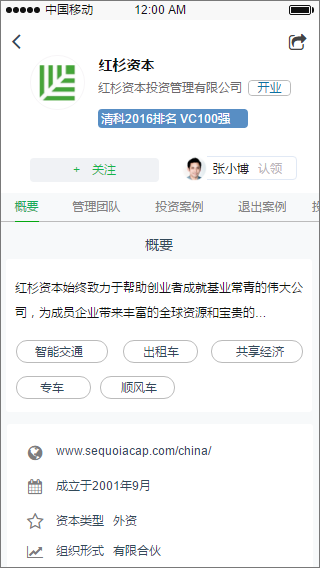 中国移动 12:00 AM
红杉资本
红杉资本投资管理有限公司 开业
清科2016排名 VC100强
+ 关注 张小博 认领
概要 管理团队 投资案例 退出案例
概要
红杉资本始终致力于帮助创业者成就基业常青的伟大公
司，为成员企业带来丰富的全球资源和宝贵的...
智能交通 出租车 共享经济
专车 顺风车
www.sequoiacap.com/china/
成立于2001年9月
资本类型 外资
组织形式 有限合伙